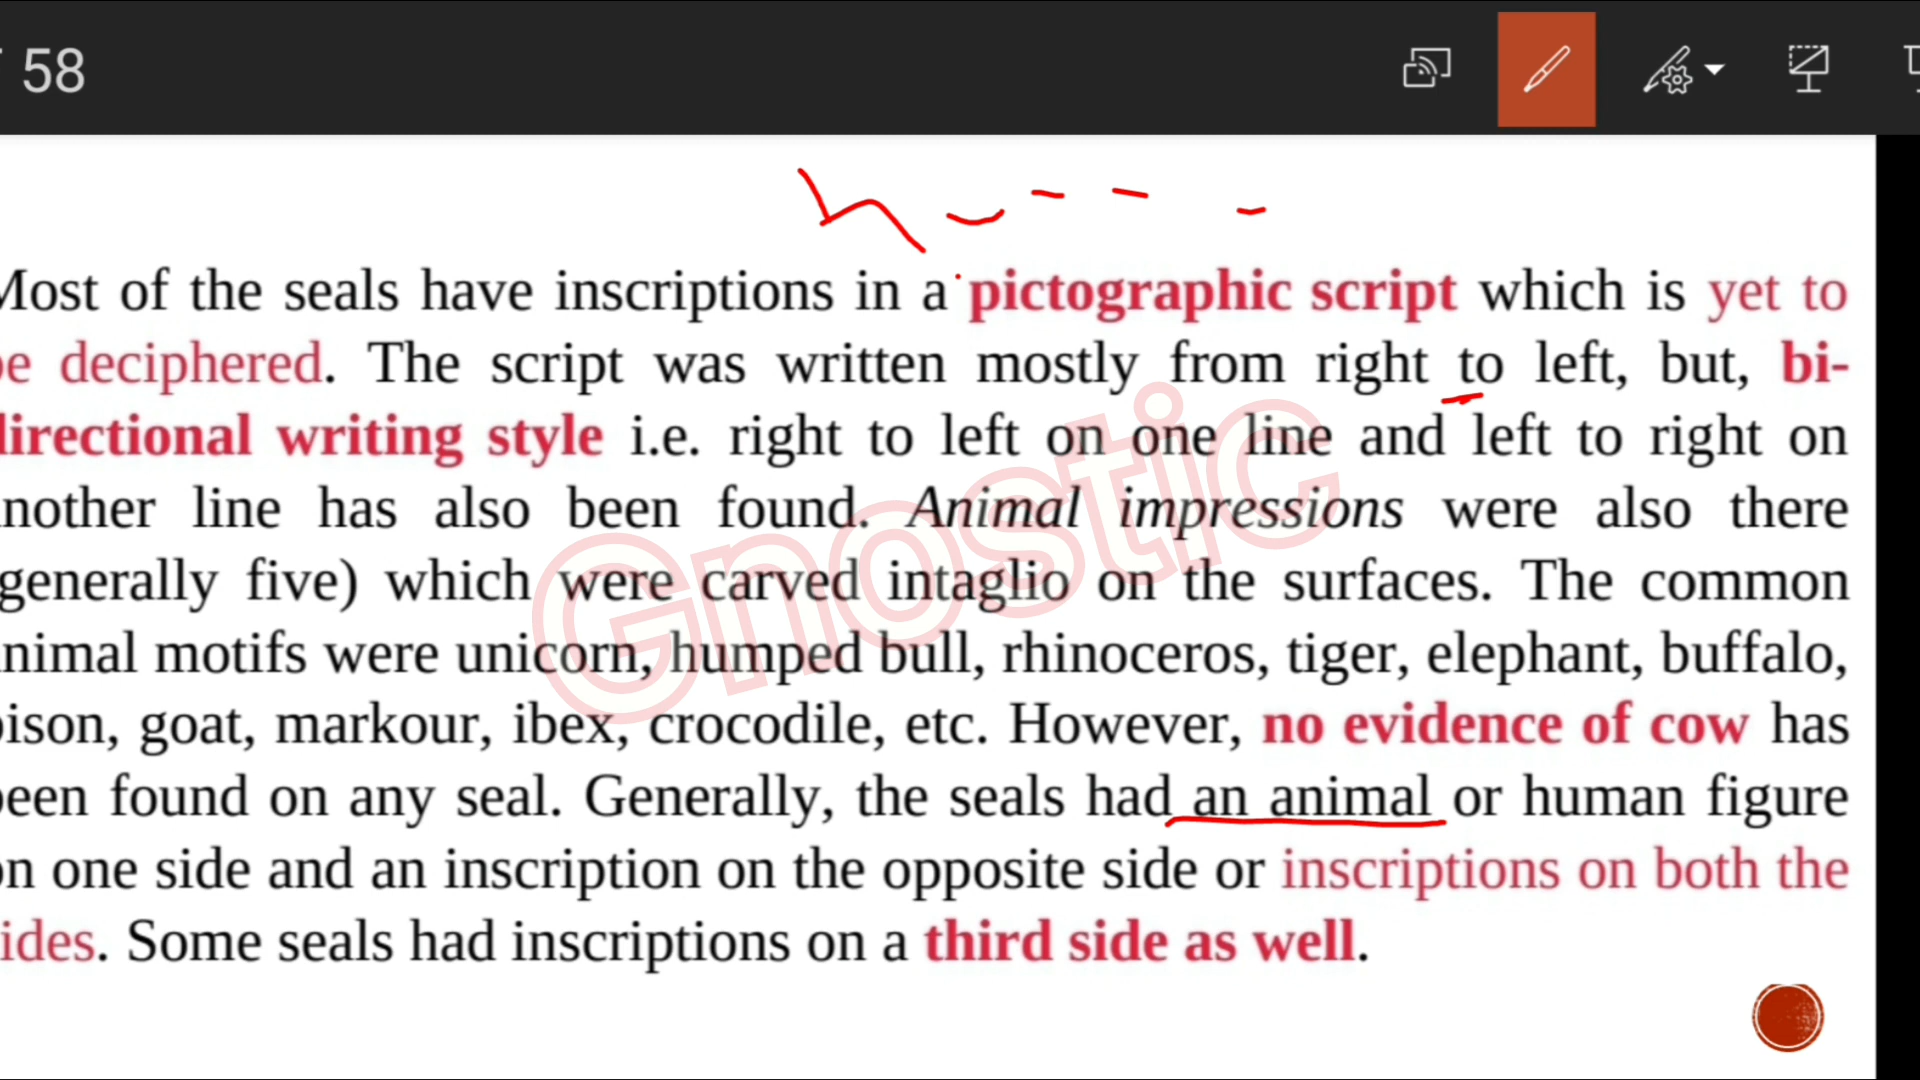 58
Most of the seals have inscriptions in a pictographic script which is yet to
be deciphered. The script was written mostly from right to left, but, bi-
directional writing style i.e. right to left on one line and left to right on
another line has also been found. Animal impressions were also there
(generally five) which were carved intaglio on the surfaces. The common
animal motifs were unicorn, humped bull, rhinoceros, tiger, elephant, buffalo,
bison, goat, markour, ibex, crocodile, etc. However, no evidence of cow has
been found on any seal. Generally, the seals had an animal or human figure
on one side and an inscription on the opposite side or inscriptions on both the
sides. Some seals had inscriptions on a third side as well.
Gnostic